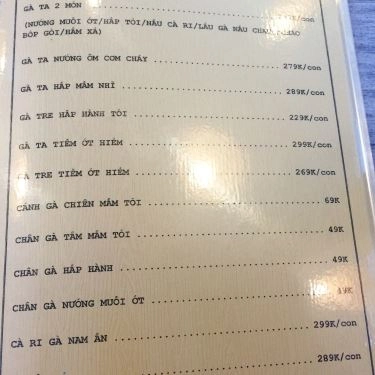 GÀ TA 2 MÓN
(NƯỚNG MUỐI ỚT/HẤP TỎI/NẤU CÀ RI/LẨU GÀ NẤU
BÓP GỎI/HẦM XẢ)
GÀ TA NƯỚNG ÔM CƠM CHÁY ........ 279K/con
GÀ TA HẤP MẮM NHĨ ........ 289K/con
GÀ TRE HẤP HÀNH TỎI ........ 229K/con
GÀ TA TIỀM ỚT HIỂM ........ 299K/con
GÀ TRE TIỀM ỚT HIỂM ........ 269K/con
CÁNH GÀ CHIÊN MẮM TỎI ........ 69K
CHÂN GÀ TẮM MẮM TỎI ........ 49K
CHÂN GÀ HẤP HÀNH ........ 49K
CHÂN GÀ NƯỚNG MUỐI ỚT ........ 49K
CÀ RI GÀ NAM ẤN ........ 299K/con
289K/con